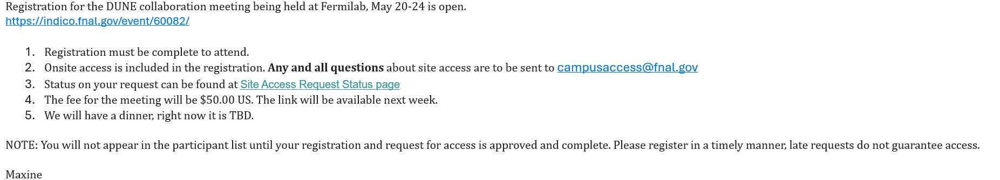 Registration for the DUNE collaboration meeting being held at Fermilab, May 20-24 is open.
https://indico.fnal.gov/event/60082/
1. Registration must be complete to attend.
2. Onsite access is included in the registration. Any and all questions about site access are to be sent to campusaccess@fnal.gov
3. Status on your request can be found at Site Access Request Status page
4. The fee for the meeting will be $50.00 US. The link will be available next week.
5. We will have a dinner, right now it is TBD.
NOTE: You will not appear in the participant list until your registration and request for access is approved and complete. Please register in a timely manner, late requests do not guarantee access.
Maxine